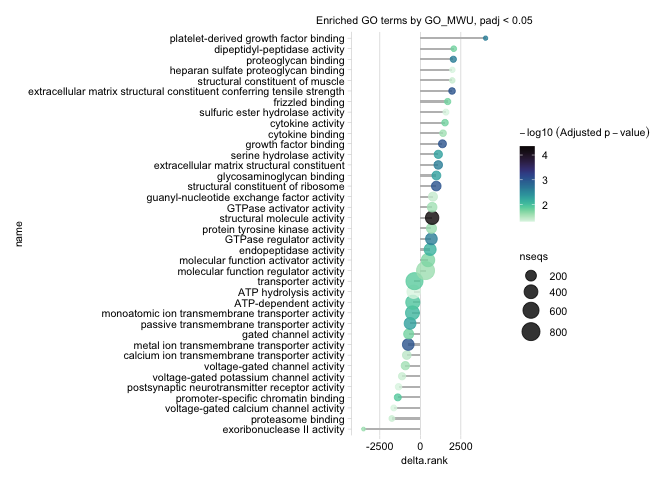 Enriched GO terms by GO_MWU, padj < 0.05
platelet-derived growth factor binding
dipeptidyl-peptidase activity
proteoglycan binding
heparan sulfate proteoglycan binding
structural constituent of muscle
extracellular matrix structural constituent conferring tensile strength
frizzled binding
sulfuric ester hydrolase activity
cytokine activity
cytokine binding
growth factor binding
serine hydrolase activity
extracellular matrix structural constituent
glycosaminoglycan binding
structural constituent of ribosome
guanyl-nucleotide exchange factor activity
GTPase activator activity
structural molecule activity
protein tyrosine kinase activity
GTPase regulator activity
endopeptidase activity
molecular function activator activity
molecular function regulator activity
transporter activity
ATP hydrolysis activity
ATP-dependent activity
monoatomic ion transmembrane transporter activity
passive transmembrane transporter activity
gated channel activity
metal ion transmembrane transporter activity
calcium ion transmembrane transporter activity
voltage-gated channel activity
voltage-gated potassium channel activity
postsynaptic neurotransmitter receptor activity
promoter-specific chromatin binding
voltage-gated calcium channel activity
proteasome binding
exoribonuclease II activity
name
-2500 0 2500
delta.rank
−log10 (Adjusted p−value)
4
3
2
nseqs
200
400
600
800